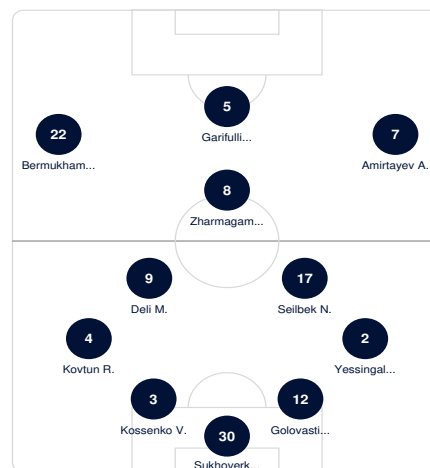 5
Garifulli...
22
Bermukham...
7
Amirtayev A.
8
Zharmagam...
9
Deli M.
17
Seilbek N.
4
Kovtun R.
2
Yessingal...
3
Kossenko V.
12
Golovasti...
30
Sukhoverk...